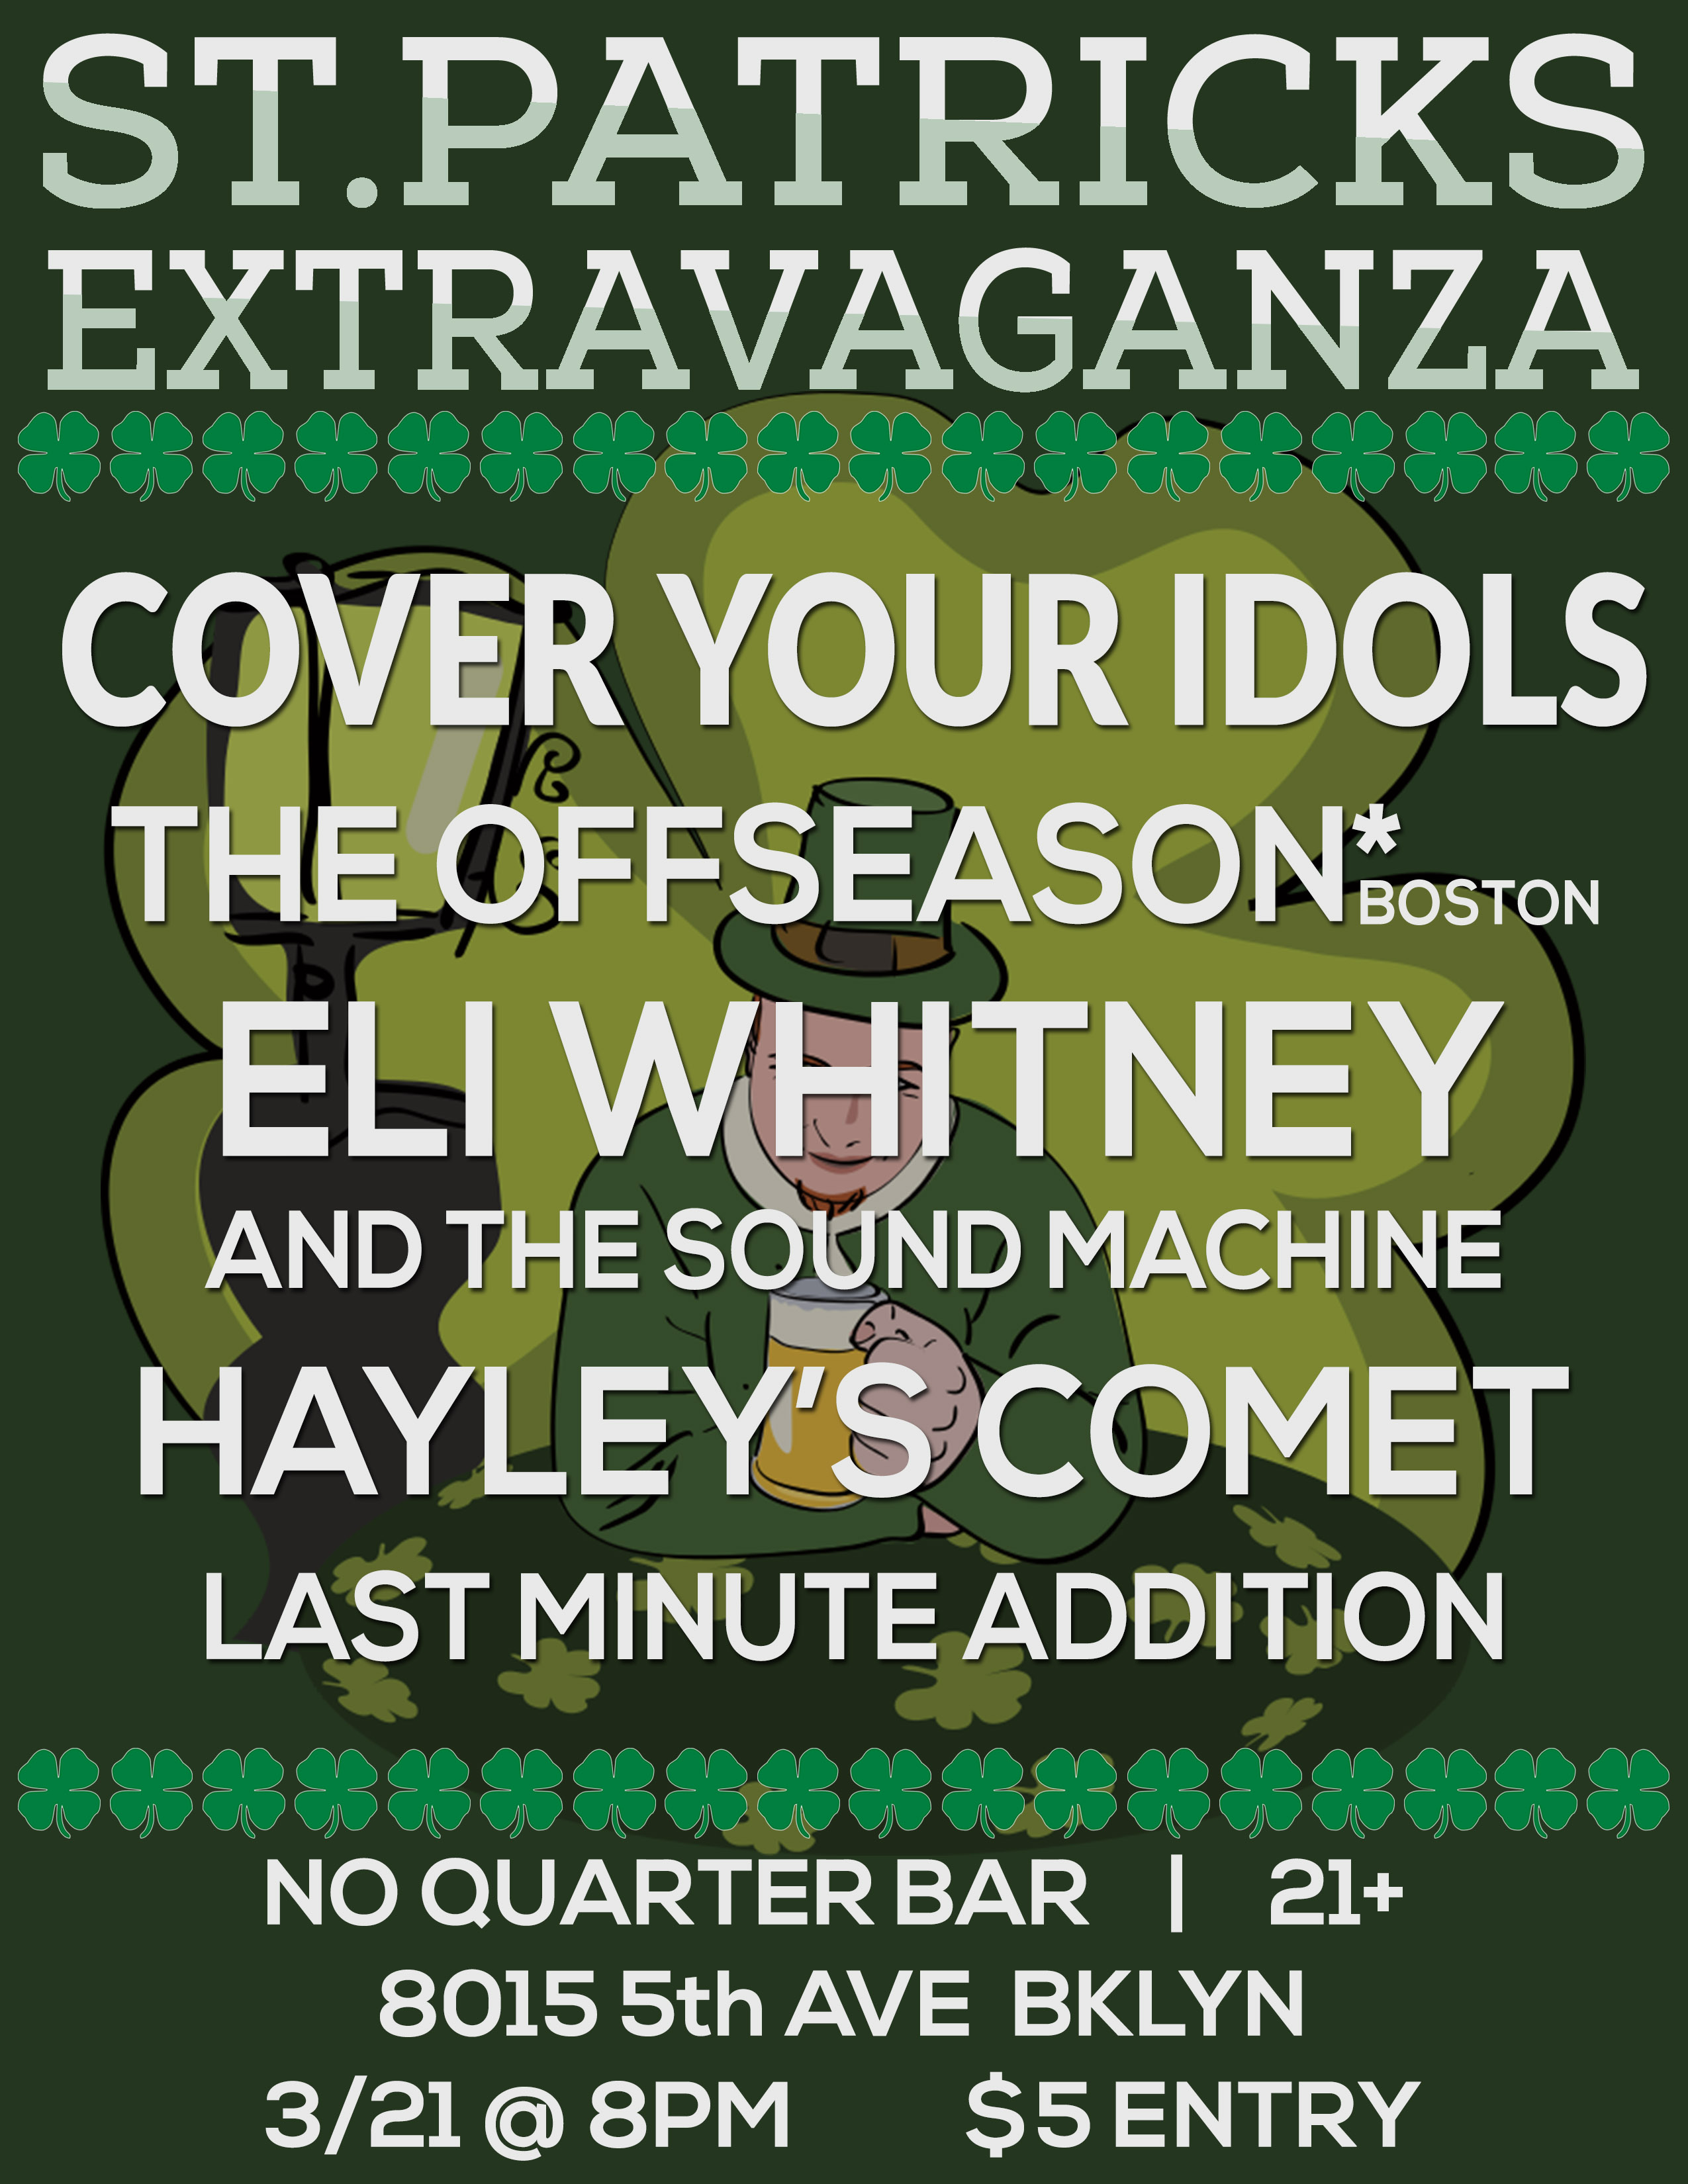 ST.PATRICKS
EXTRAVAGANZA
COVER YOUR IDOLS
THE OFFSEASON* BOSTON
ELI WHITNEY
AND THE SOUND MACHINE
HAYLEY'S COMET
LAST MINUTE ADDITION
NO QUARTER BAR | 21+
8015 5th AVE BKLYN
3/21 @ 8PM $5 ENTRY